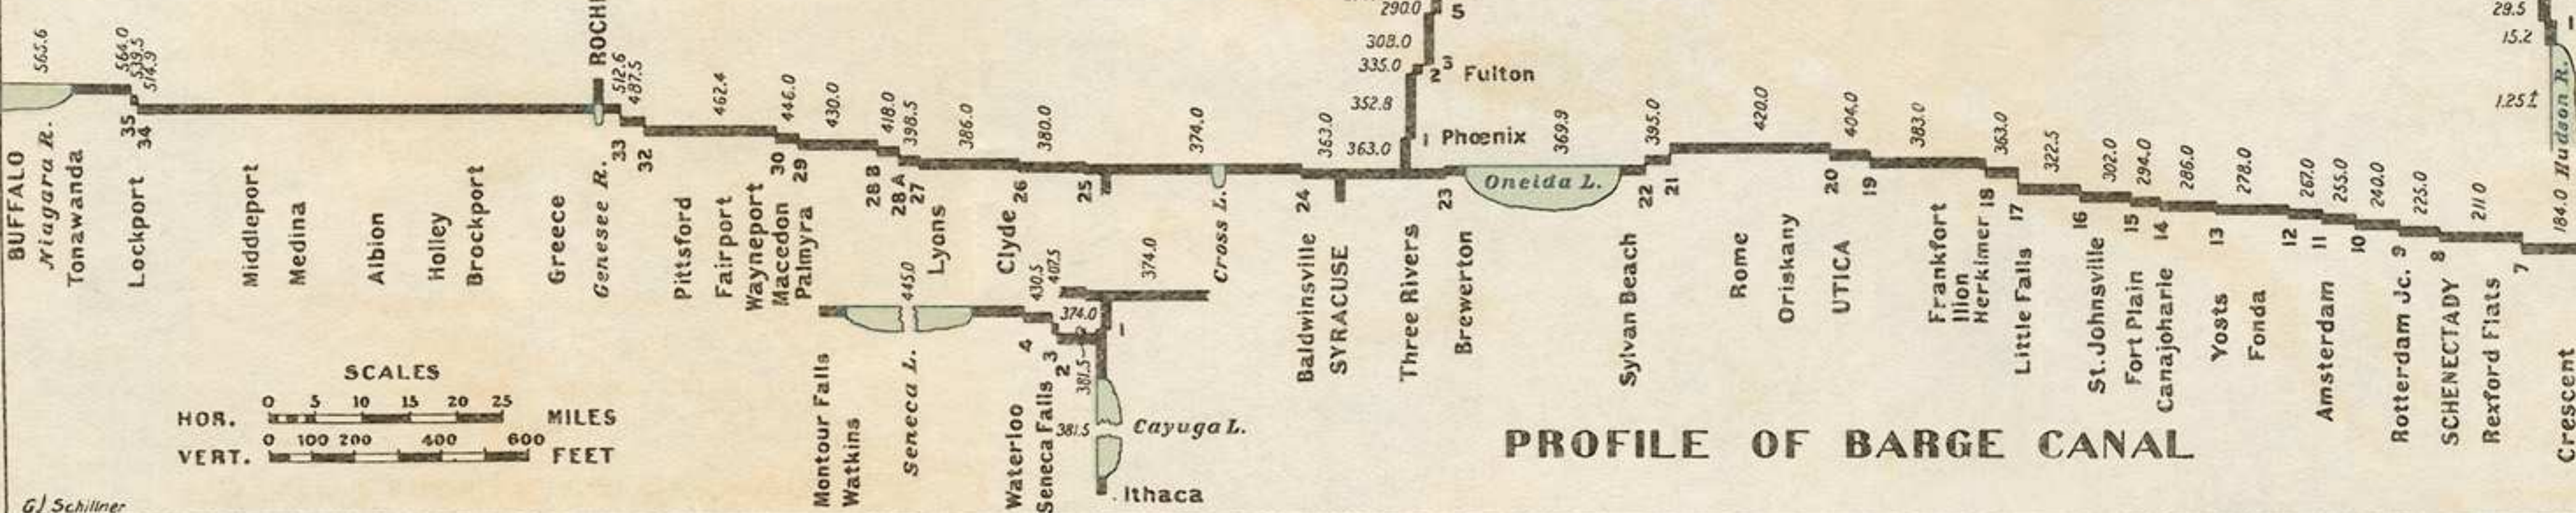 565.6
564.0
539.5
514.9
ROCH
512.6
487.5
462.4
446.0
430.0
418.0
398.5
386.0
380.0
374.0
363.0
290.0
5
308.0
335.0
2
3
Fulton
352.8
1
Phoenix
363.0
369.9
395.0
420.0
404.0
383.0
363.0
322.5
302.0
294.0
286.0
278.0
267.0
255.0
240.0
225.0
211.0
29.5
15.2
1.25±
184.0
Hudson R.
35
34
33
32
30
29
28 B
28 A
27
26
25
24
23
Oneida L.
22
21
20
19
18
17
16
15
14
13
12
11
10
9
8
7
BUFFALO
Niagara R.
Tonawanda
Lockport
Middleport
Medina
Albion
Holley
Brockport
Greece
Genesee R.
Pittsford
Fairport
Wayneport
Macedon
Palmyra
Lyons
Clyde
Cross L.
Baldwinsville
SYRACUSE
Three Rivers
Brewerton
Sylvan Beach
Rome
Oriskany
UTICA
Frankfort
Ilion
Herkimer
Little Falls
St. Johnsville
Fort Plain
Canajoharie
Yosts
Fonda
Amsterdam
Rotterdam Jc.
SCHENECTADY
Rexford Flats
Crescent
445.0
430.5
407.5
374.0
374.0
1
4
3
2
381.5
381.5
Montour Falls
Watkins
Seneca L.
Waterloo
Seneca Falls
Cayuga L.
Ithaca
SCALES
HOR. 0 5 10 15 20 25 MILES
VERT. 0 100 200 400 600 FEET
PROFILE OF BARGE CANAL
GJ Schillner